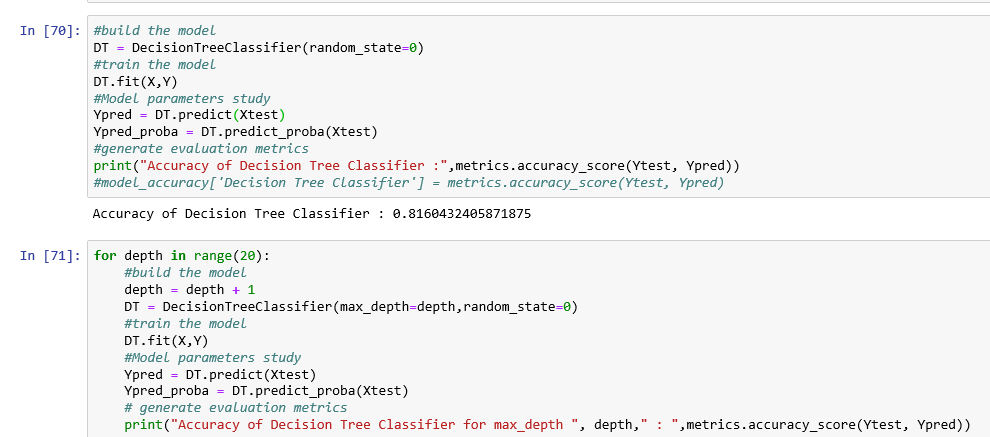 In [70]: #build the model
DT = DecisionTreeClassifier(random_state=0)
#train the model
DT.fit(X,Y)
#Model parameters study
Ypred = DT.predict(Xtest)
Ypred_proba = DT.predict_proba(Xtest)
#generate evaluation metrics
print("Accuracy of Decision Tree Classifier :",metrics.accuracy_score(Ytest, Ypred))
#model_accuracy['Decision Tree Classifier'] = metrics.accuracy_score(Ytest, Ypred)
Accuracy of Decision Tree Classifier : 0.8160432405871875
In [71]: for depth in range(20):
    #build the model
    depth = depth + 1
    DT = DecisionTreeClassifier(max_depth=depth,random_state=0)
    #train the model
    DT.fit(X,Y)
    #Model parameters study
    Ypred = DT.predict(Xtest)
    Ypred_proba = DT.predict_proba(Xtest)
    # generate evaluation metrics
    print("Accuracy of Decision Tree Classifier for max_depth ", depth," : ",metrics.accuracy_score(Ytest, Ypred))